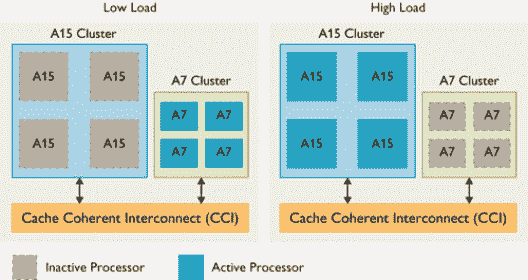 Low Load
A15 Cluster
A15 A15
A7 Cluster
A7 A7
A15 A15
A7 A7
Cache Coherent Interconnect (CCI)
High Load
A15 Cluster
A15 A15
A7 Cluster
A7 A7
A15 A15
A7 A7
Cache Coherent Interconnect (CCI)
Inactive Processor
Active Processor